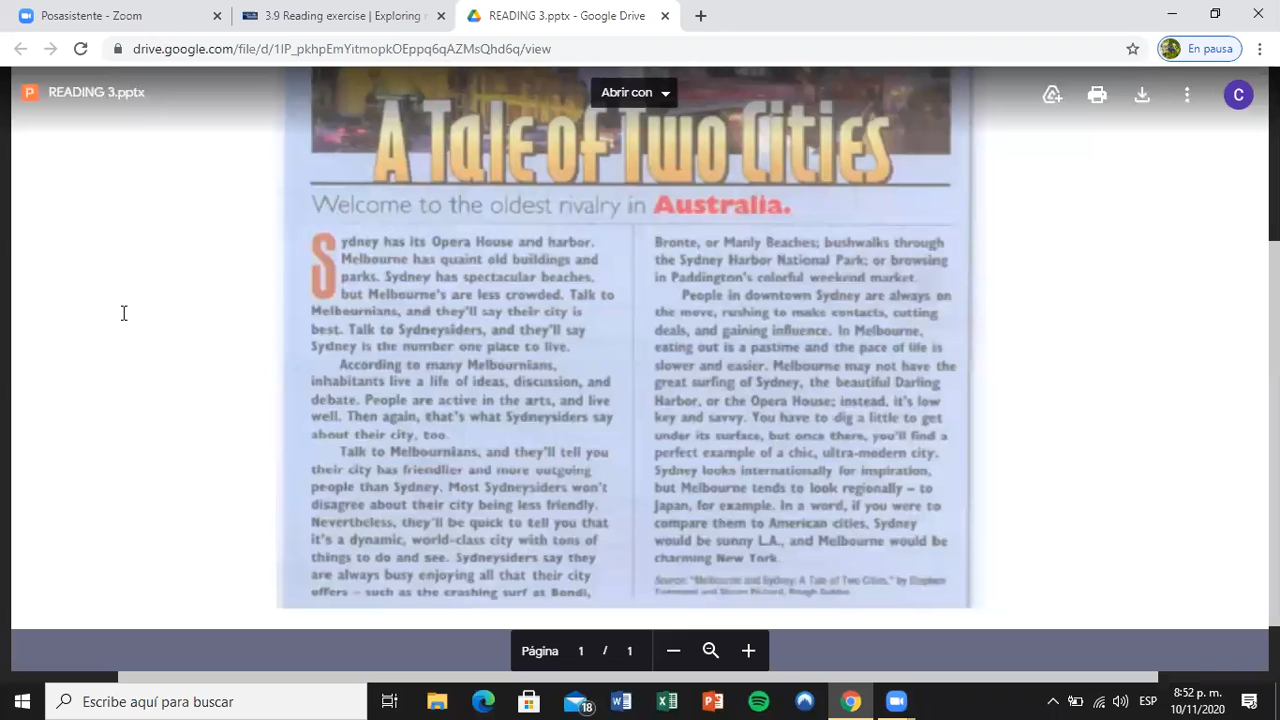 Posasistente - Zoom
3.9 Reading exercise | Exploring r
READING 3.pptx - Google Drive
drive.google.com/file/d/1IP_pkhpEmYitmopkOEppq6qAZMsQhd6q/view
En pausa
READING 3.pptx
Abrir con
C
A Tale of Two Cities
Welcome to the oldest rivalry in Australia.
Sydney has its Opera House and harbor.
Melbourne has quaint old buildings and
parks. Sydney has spectacular beaches,
but Melbourne's are less crowded. Talk to
Melbournians, and they'll say their city is
best. Talk to Sydneysiders, and they'll say
Sydney is the number one place to live.
According to many Melbournians,
inhabitants live a life of ideas, discussion, and
debate. People are active in the arts, and live
well. Then again, that's what Sydneysiders say
about their city, too.
Talk to Melbournians, and they'll tell you
their city has friendlier and more outgoing
people than Sydney. Most Sydneysiders won't
disagree about their city being less friendly.
Nevertheless, they'll be quick to tell you that
it's a dynamic, world-class city with tons of
things to do and see. Sydneysiders say they
are always busy enjoying all that their city
offers – such as the crashing surf at Bondi,
Bronte, or Manly Beaches; bushwalks through
the Sydney Harbor National Park; or browsing
in Paddington's colorful weekend market.
People in downtown Sydney are always on
the move, rushing to make contacts, cutting
deals, and gaining influence. In Melbourne,
eating out is a pastime and the pace of life is
slower and easier. Melbourne may not have the
great surfing of Sydney, the beautiful Darling
Harbor, or the Opera House; instead, it's low
key and savvy. You have to dig a little to get
under its surface, but once there, you'll find a
perfect example of a chic, ultra-modern city.
Sydney looks internationally for inspiration,
but Melbourne tends to look regionally – to
Japan, for example. In a word, if you were to
compare them to American cities, Sydney
would be sunny L.A., and Melbourne would be
charming New York.
Source: "Melbourne and Sydney: A Tale of Two Cities," by Stephen
Página 1 / 1
Escribe aquí para buscar
18
ESP
8:52 p. m.
10/11/2020